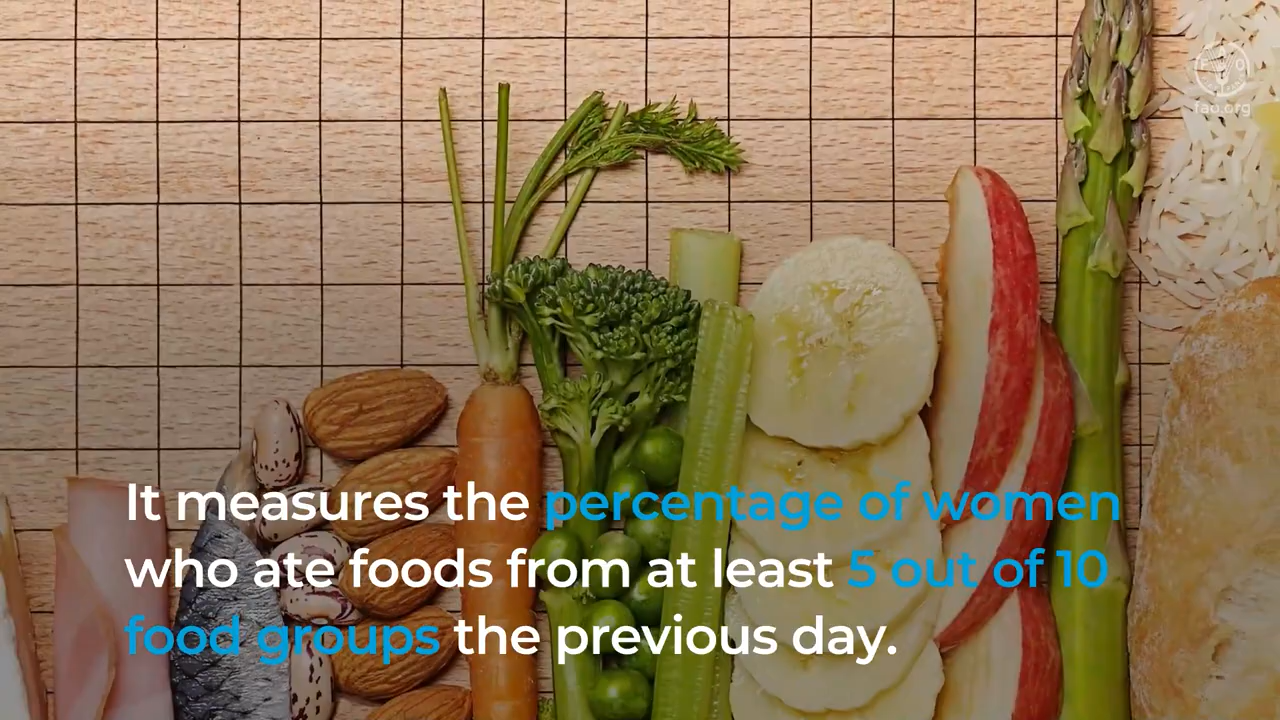 F A O
fao.org
It measures the percentage of women
who ate foods from at least 5 out of 10
food groups the previous day.